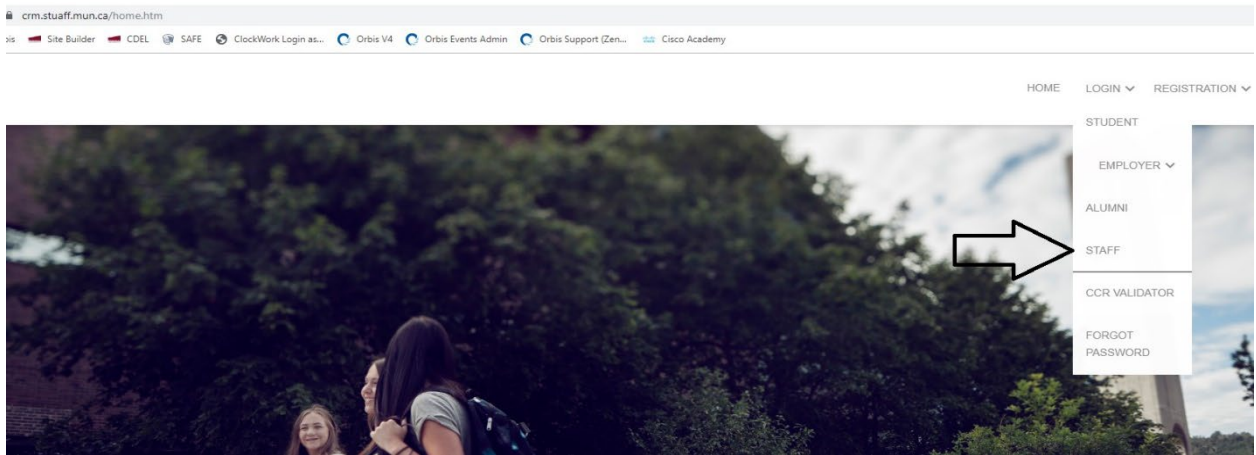 crm.stuaff.mun.ca/home.htm
Site Builder CDEL SAFE ClockWork Login as... Orbis V4 Orbis Events Admin Orbis Support (Zen... Cisco Academy
HOME LOGIN REGISTRATION
STUDENT
EMPLOYER
ALUMNI
STAFF
CCR VALIDATOR
FORGOT
PASSWORD